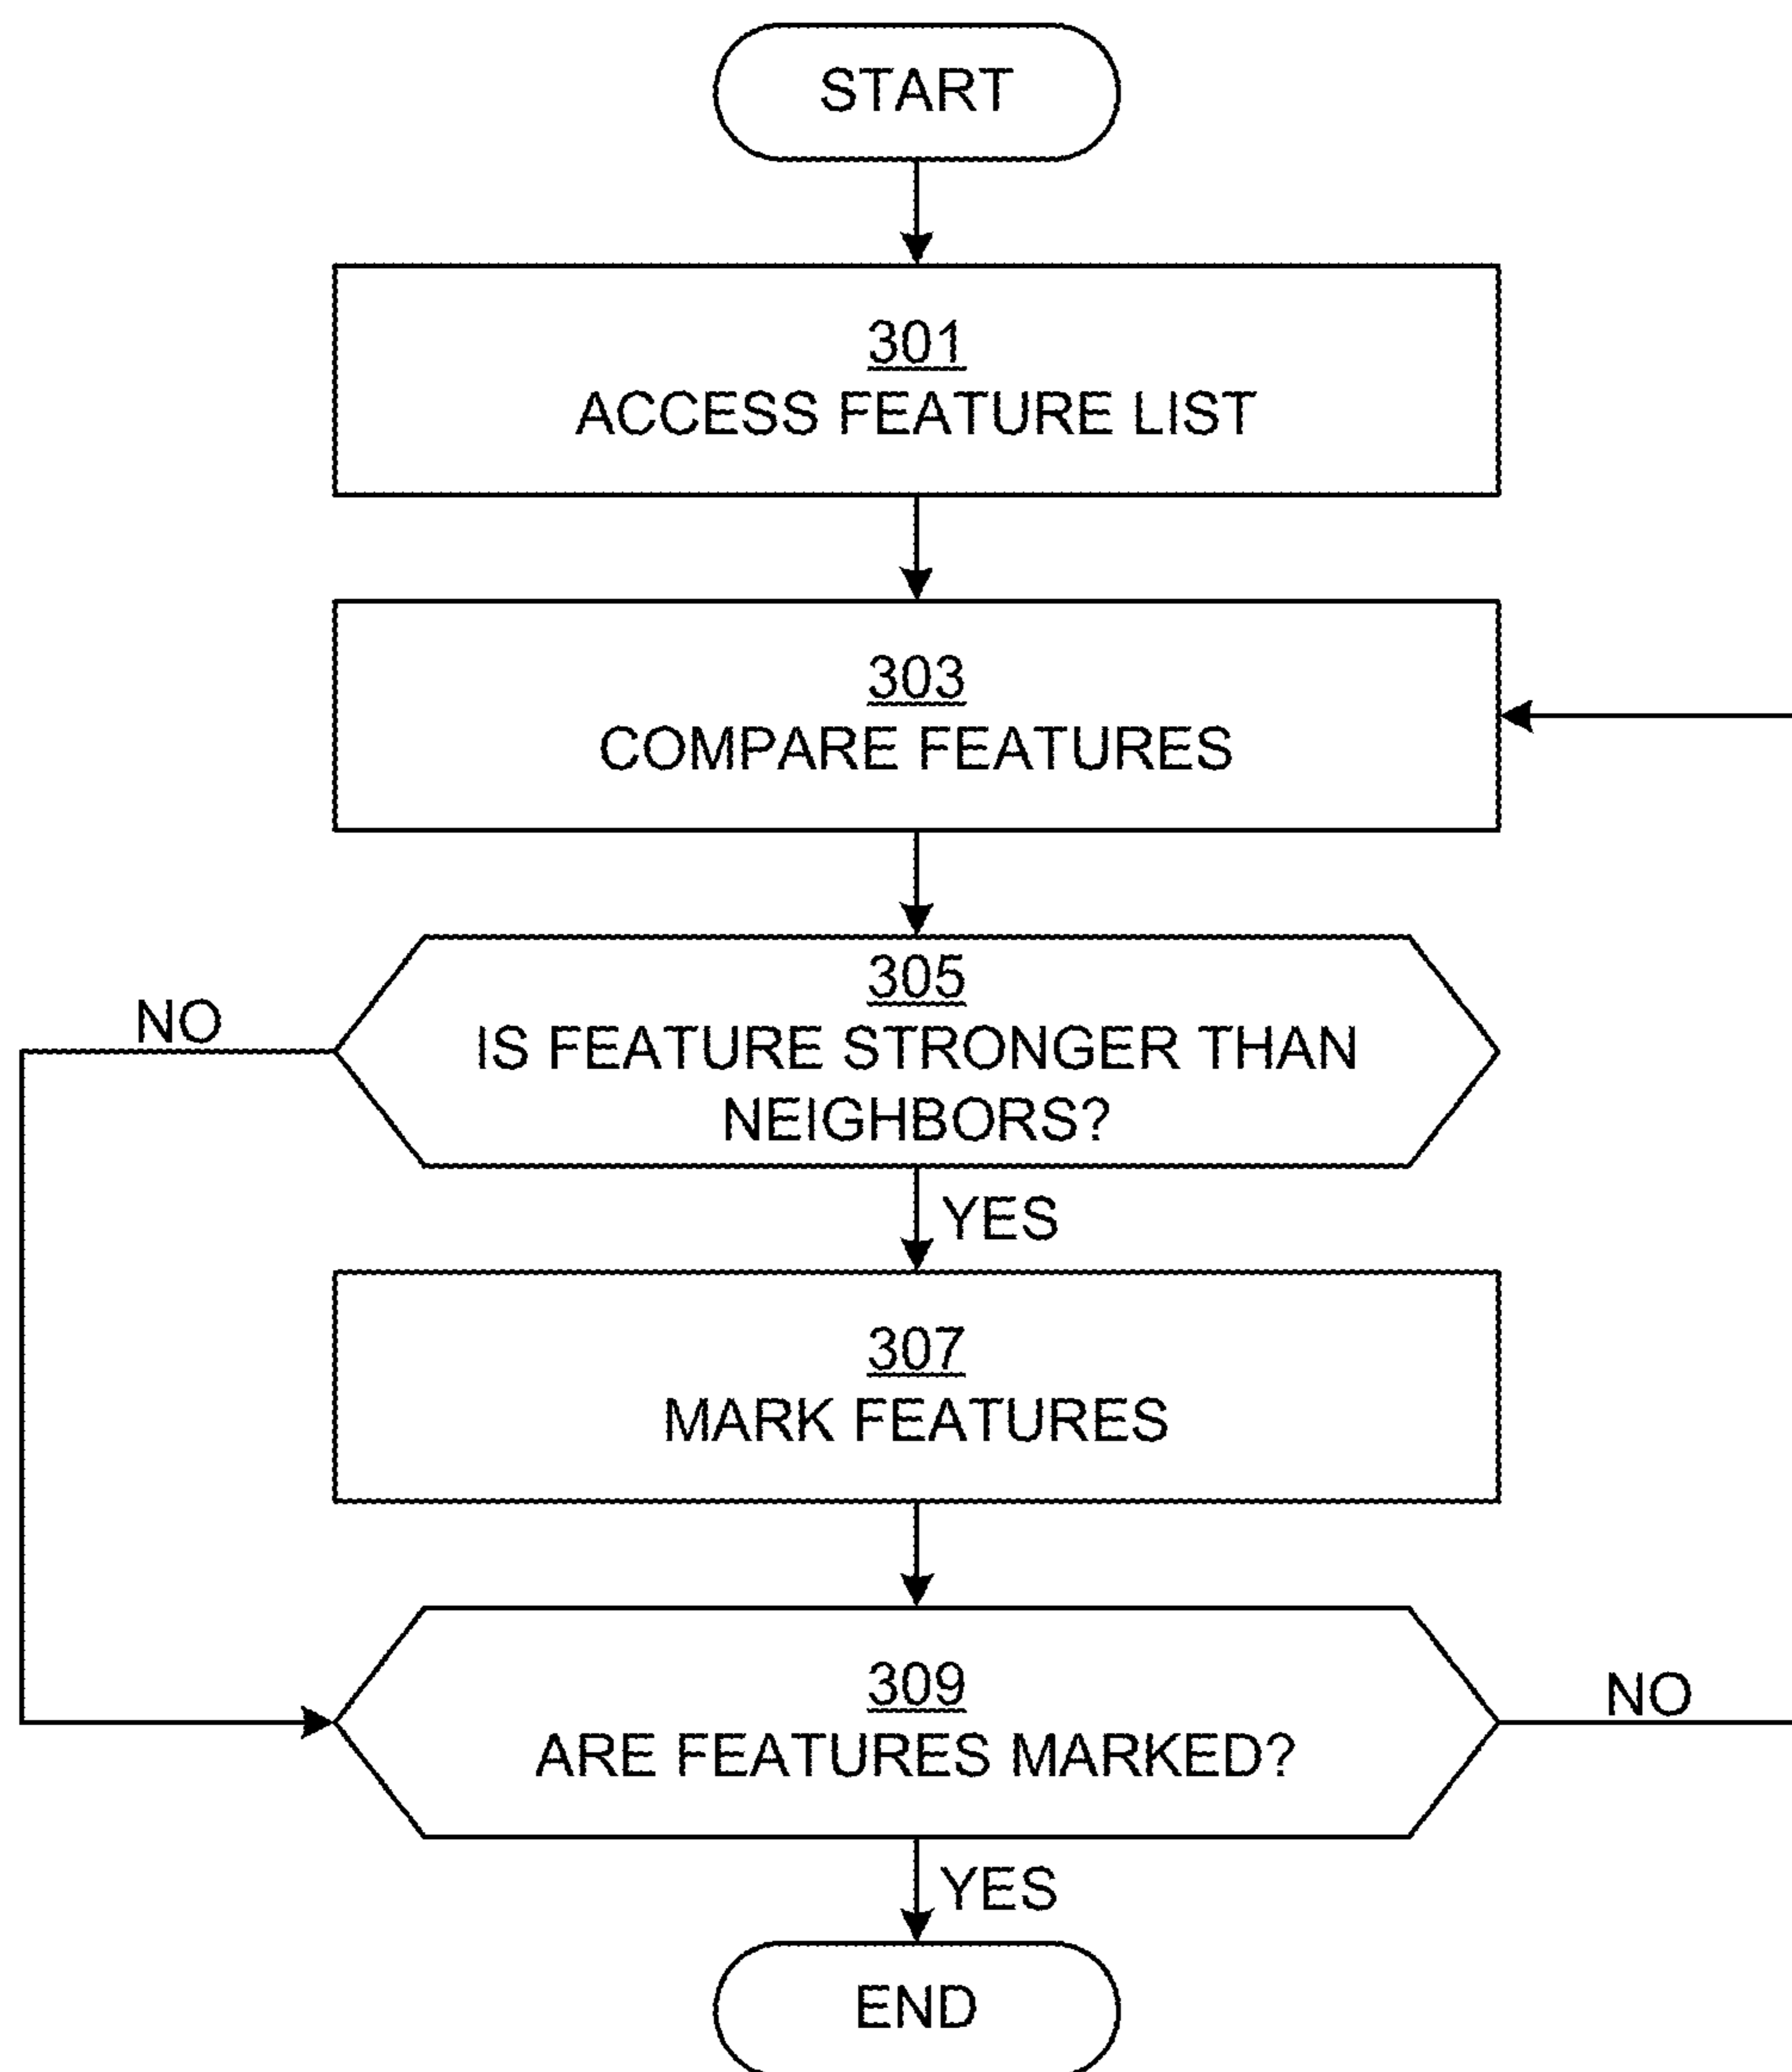 START
301
ACCESS FEATURE LIST
303
COMPARE FEATURES
305
IS FEATURE STRONGER THAN
NEIGHBORS?
NO
YES
307
MARK FEATURES
309
ARE FEATURES MARKED?
NO
YES
END